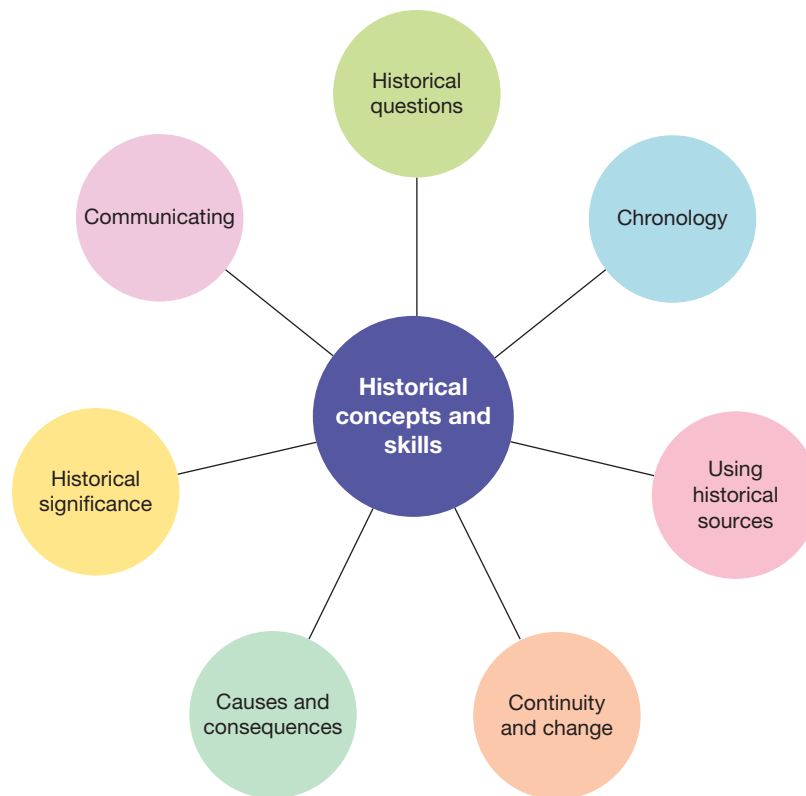 Historical
questions
Communicating
Chronology
Historical
concepts and
skills
Historical
significance
Using
historical
sources
Causes and
consequences
Continuity
and change